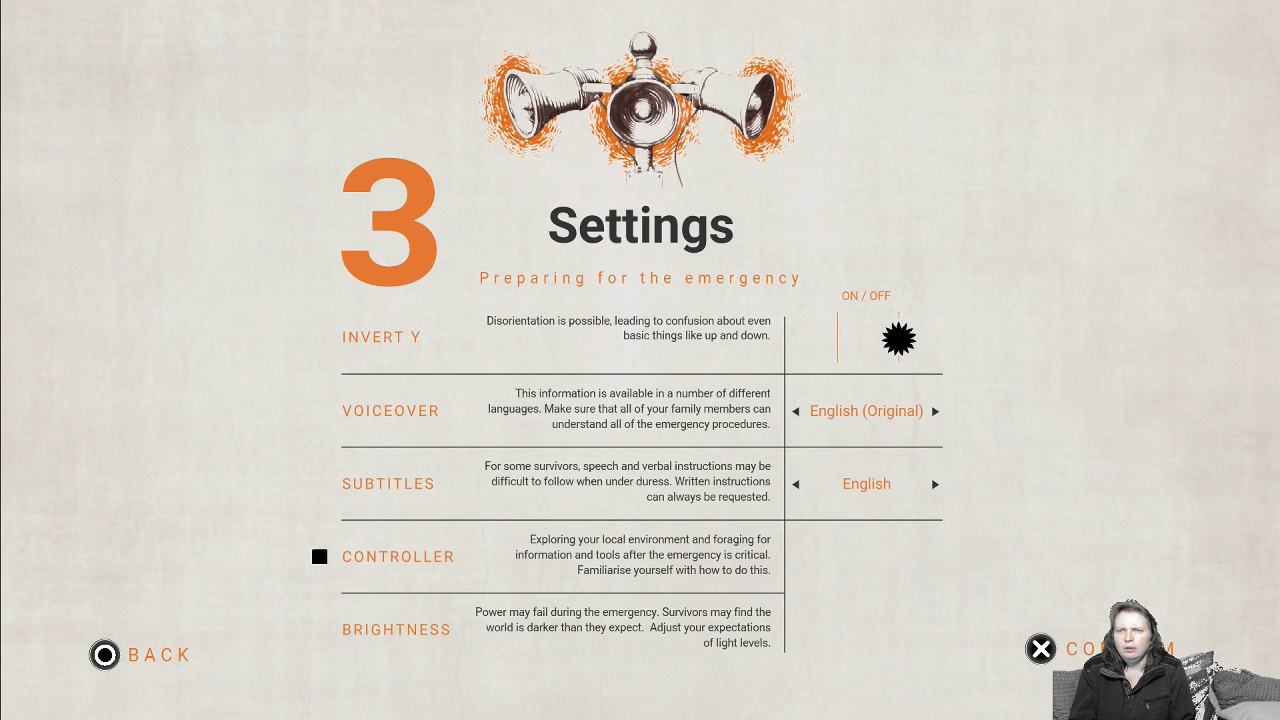 3
Settings
Preparing for the emergency
ON / OFF
INVERT Y
Disorientation is possible, leading to confusion about even
basic things like up and down.
VOICEOVER
This information is available in a number of different
languages. Make sure that all of your family members can
understand all of the emergency procedures.
English (Original)
SUBTITLES
For some survivors, speech and verbal instructions may be
difficult to follow when under duress. Written instructions
can always be requested.
English
CONTROLLER
Exploring your local environment and foraging for
information and tools after the emergency is critical.
Familiarise yourself with how to do this.
BRIGHTNESS
Power may fail during the emergency. Survivors may find the
world is darker than they expect. Adjust your expectations
of light levels.
BACK